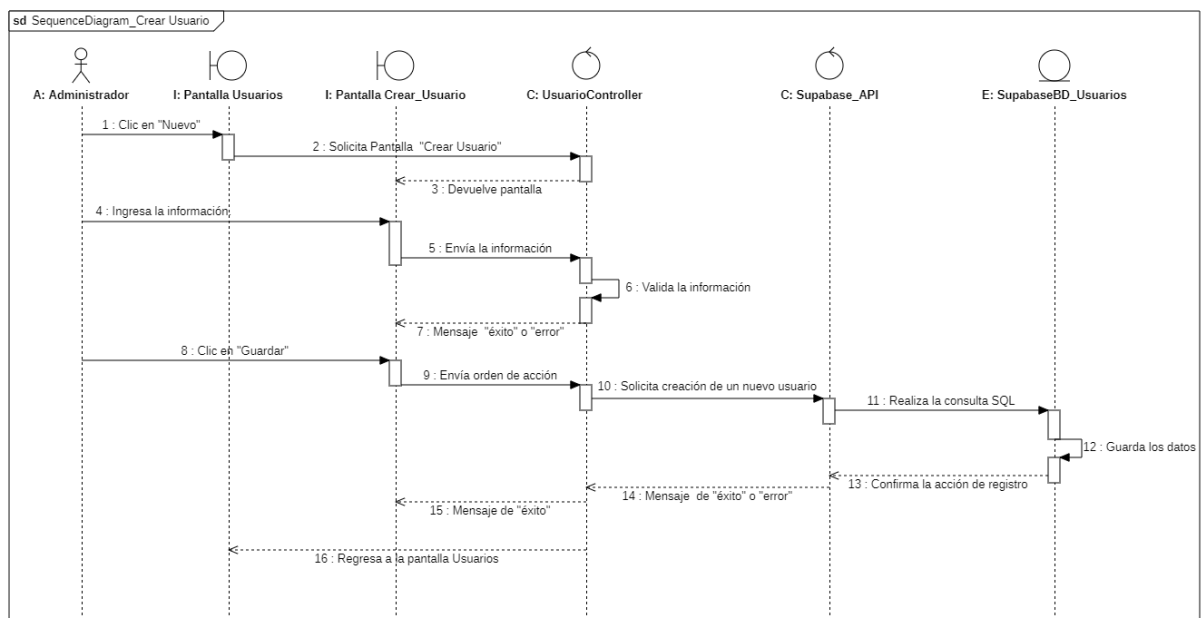 sd SequenceDiagram_Crear Usuario
A: Administrador
I: Pantalla Usuarios
I: Pantalla Crear_Usuario
C: UsuarioController
C: Supabase_API
E: SupabaseBD_Usuarios
1 : Clic en "Nuevo"
2 : Solicita Pantalla "Crear Usuario"
3 : Devuelve pantalla
4 : Ingresa la información
5 : Envía la información
6 : Valida la información
7 : Mensaje "éxito" o "error"
8 : Clic en "Guardar"
9 : Envía orden de acción
10 : Solicita creación de un nuevo usuario
11 : Realiza la consulta SQL
12 : Guarda los datos
13 : Confirma la acción de registro
14 : Mensaje de "éxito" o "error"
15 : Mensaje de "éxito"
16 : Regresa a la pantalla Usuarios